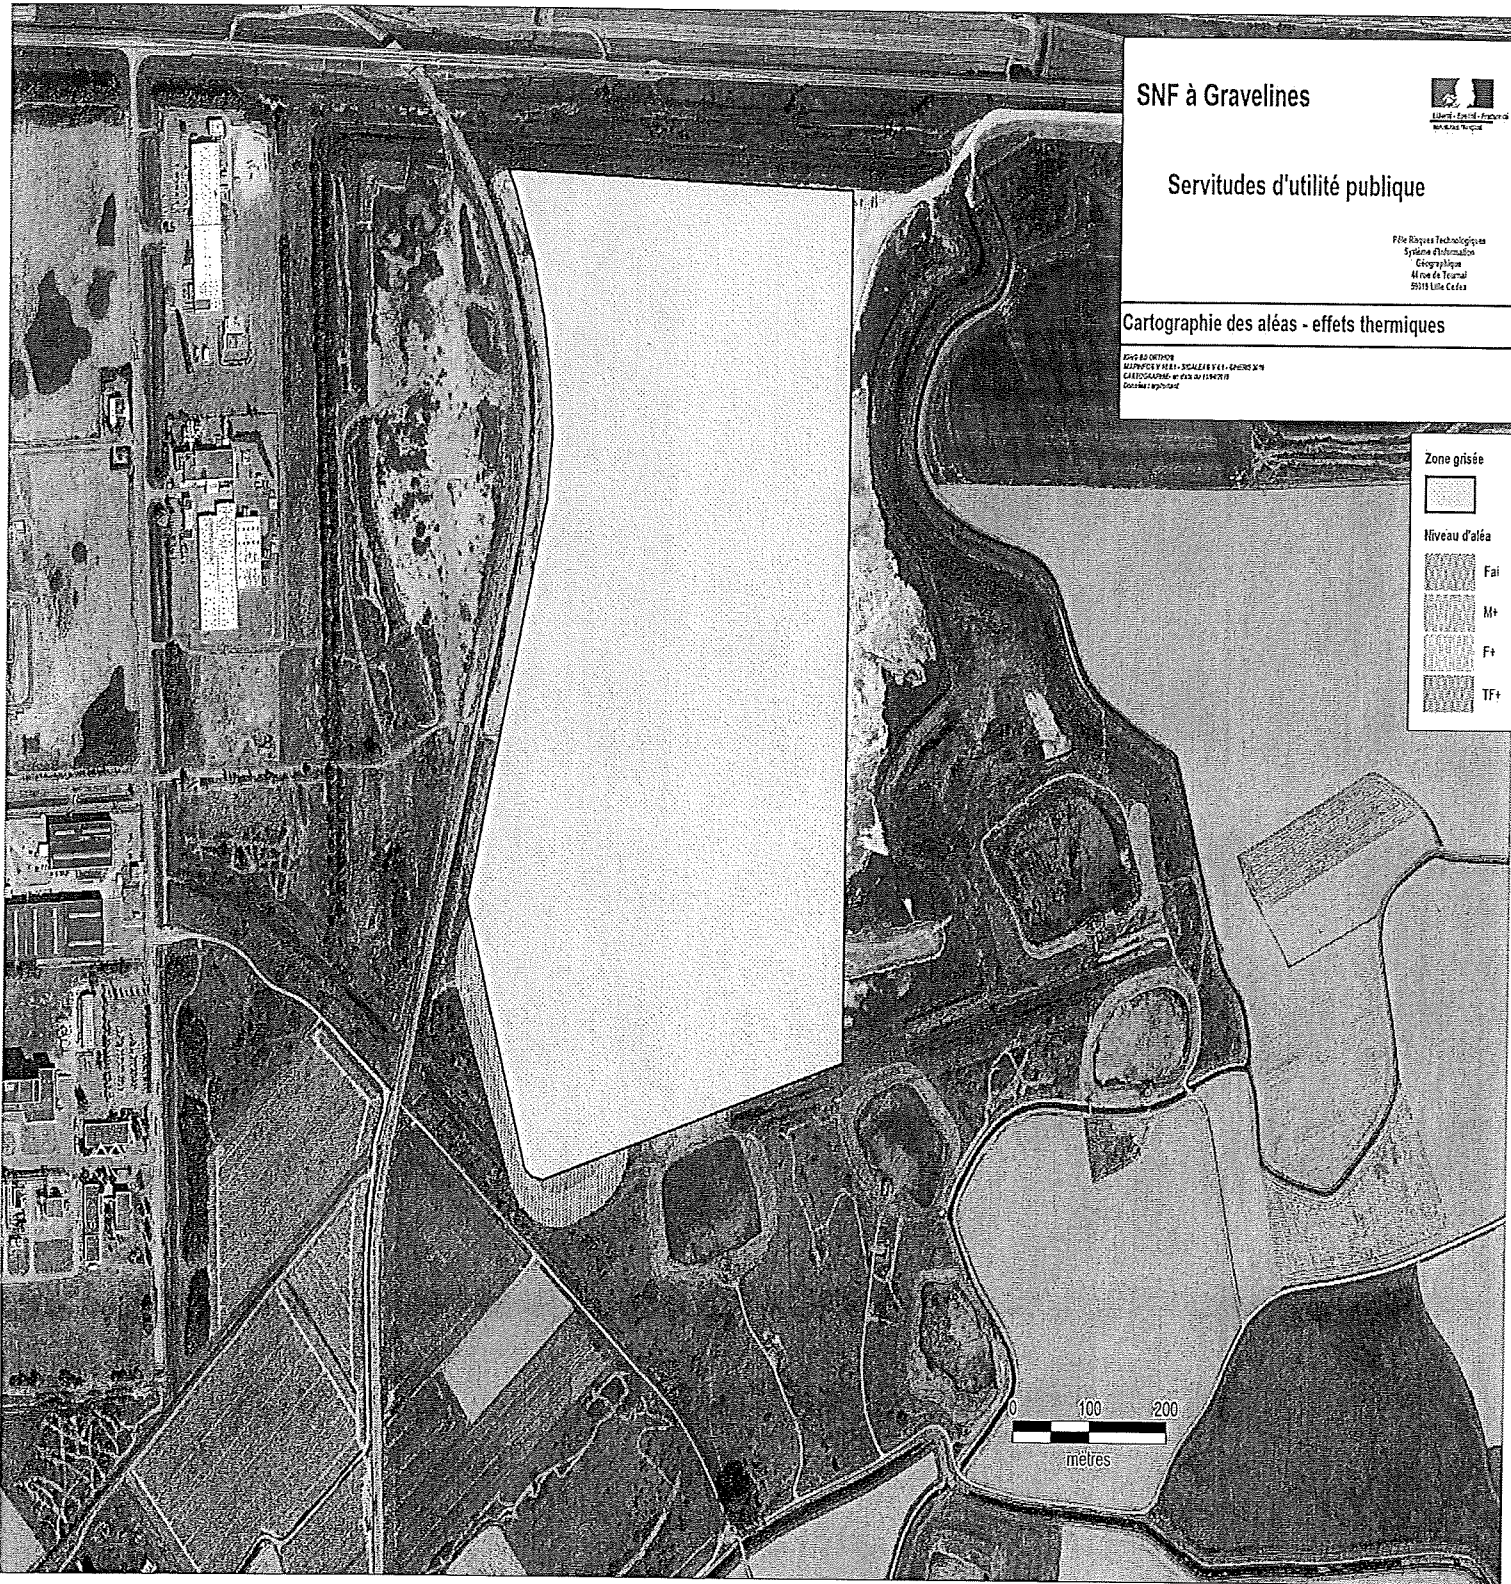 SNF à Gravelines
Servitudes d'utilité publique
Pôle Risques Technologiques
Système d'Information
Géographique
44 rue de Tournai
59019 Lille Cedex
Cartographie des aléas - effets thermiques
Zone grisée
Niveau d'aléa
Fai
M+
F+
TF+
0 100 200
mètres